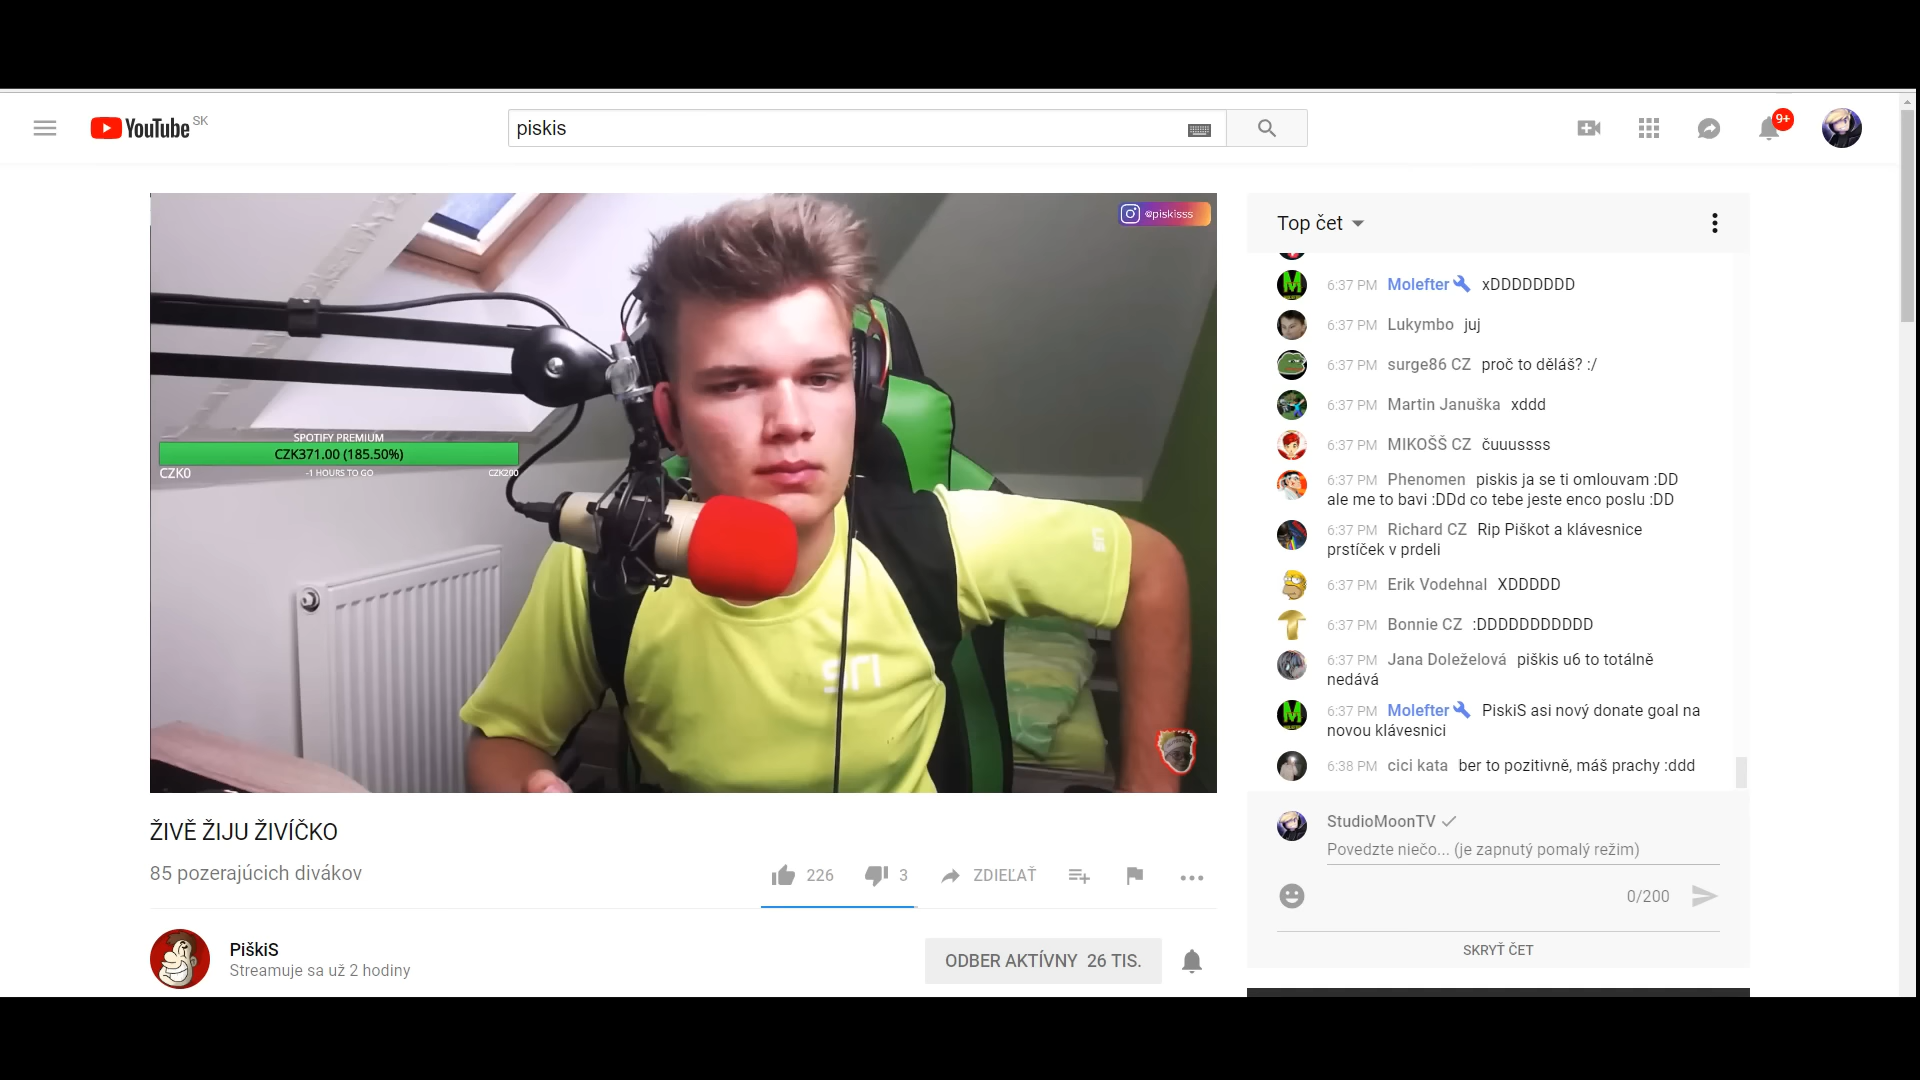 YouTube SK
piskis
9+
@piskisss
SPOTIFY PREMIUM
CZK371.00 (185.50%)
CZK0
-1 HOURS TO GO
CZK200
sri
ŽIVĚ ŽIJU ŽIVÍČKO
85 pozerajúcich divákov
226
3
ZDIEĽAŤ
PiškiS
Streamuje sa už 2 hodiny
ODBER AKTÍVNY 26 TIS.
Top čet
6:37 PM Molefter xDDDDDDDD
6:37 PM Lukymbo juj
6:37 PM surge86 CZ proč to děláš? :/
6:37 PM Martin Januška xddd
6:37 PM MIKOŠŠ CZ čuuussss
6:37 PM Phenomen piskis ja se ti omlouvam :DD
ale me to bavi :DDd co tebe jeste enco poslu :DD
6:37 PM Richard CZ Rip Piškot a klávesnice
prstíček v prdeli
6:37 PM Erik Vodehnal XDDDDD
6:37 PM Bonnie CZ :DDDDDDDDDDD
6:37 PM Jana Doleželová piškis u6 to totálně
nedává
6:37 PM Molefter PiskiS asi nový donate goal na
novou klávesnici
6:38 PM cici kata ber to pozitivně, máš prachy :ddd
StudioMoonTV
Povedzte niečo... (je zapnutý pomalý režim)
0/200
SKRYŤ ČET